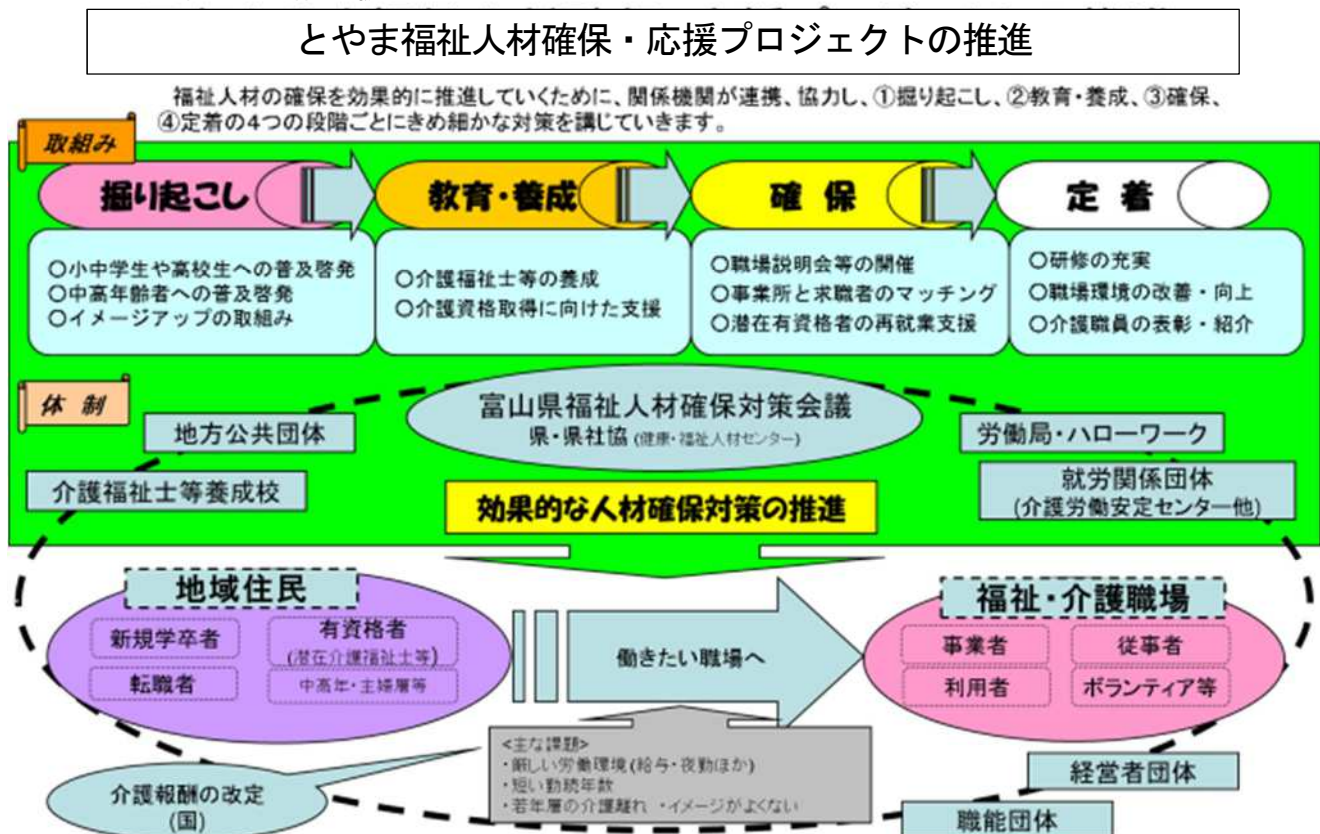 とやま福祉人材確保・応援プロジェクトの推進
福祉人材の確保を効果的に推進していくために、関係機関が連携、協力し、①掘り起こし、②教育・養成、③確保、
④定着の4つの段階ごとにきめ細かな対策を講じていきます。
取組み
掘り起こし
教育・養成
確 保
定 着
○小中学生や高校生への普及啓発
○中高年齢者への普及啓発
○イメージアップの取組み
○介護福祉士等の養成
○介護資格取得に向けた支援
○職場説明会等の開催
○事業所と求職者のマッチング
○潜在有資格者の再就業支援
○研修の充実
○職場環境の改善・向上
○介護職員の表彰・紹介
体 制
富山県福祉人材確保対策会議
県・県社協 (健康・福祉人材センター)
地方公共団体
介護福祉士等養成校
労働局・ハローワーク
就労関係団体
(介護労働安定センター他)
効果的な人材確保対策の推進
地域住民
新規学卒者
有資格者
(潜在介護福祉士等)
転職者
中高年・主婦層等
働きたい職場へ
福祉・介護職場
事業者
従事者
利用者
ボランティア等
<主な課題>
・厳しい労働環境(給与・夜勤ほか)
・短い勤続年数
・若年層の介護離れ ・イメージがよくない
介護報酬の改定
(国)
経営者団体
職能団体